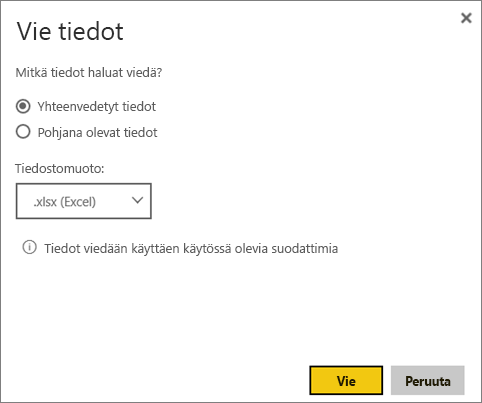 Vie tiedot
Mitkä tiedot haluat viedä?
Yhteenvedetyt tiedot
Pohjana olevat tiedot
Tiedostomuoto:
.xlsx (Excel)
Tiedot viedään käyttäen käytössä olevia suodattimia
Vie Peruuta